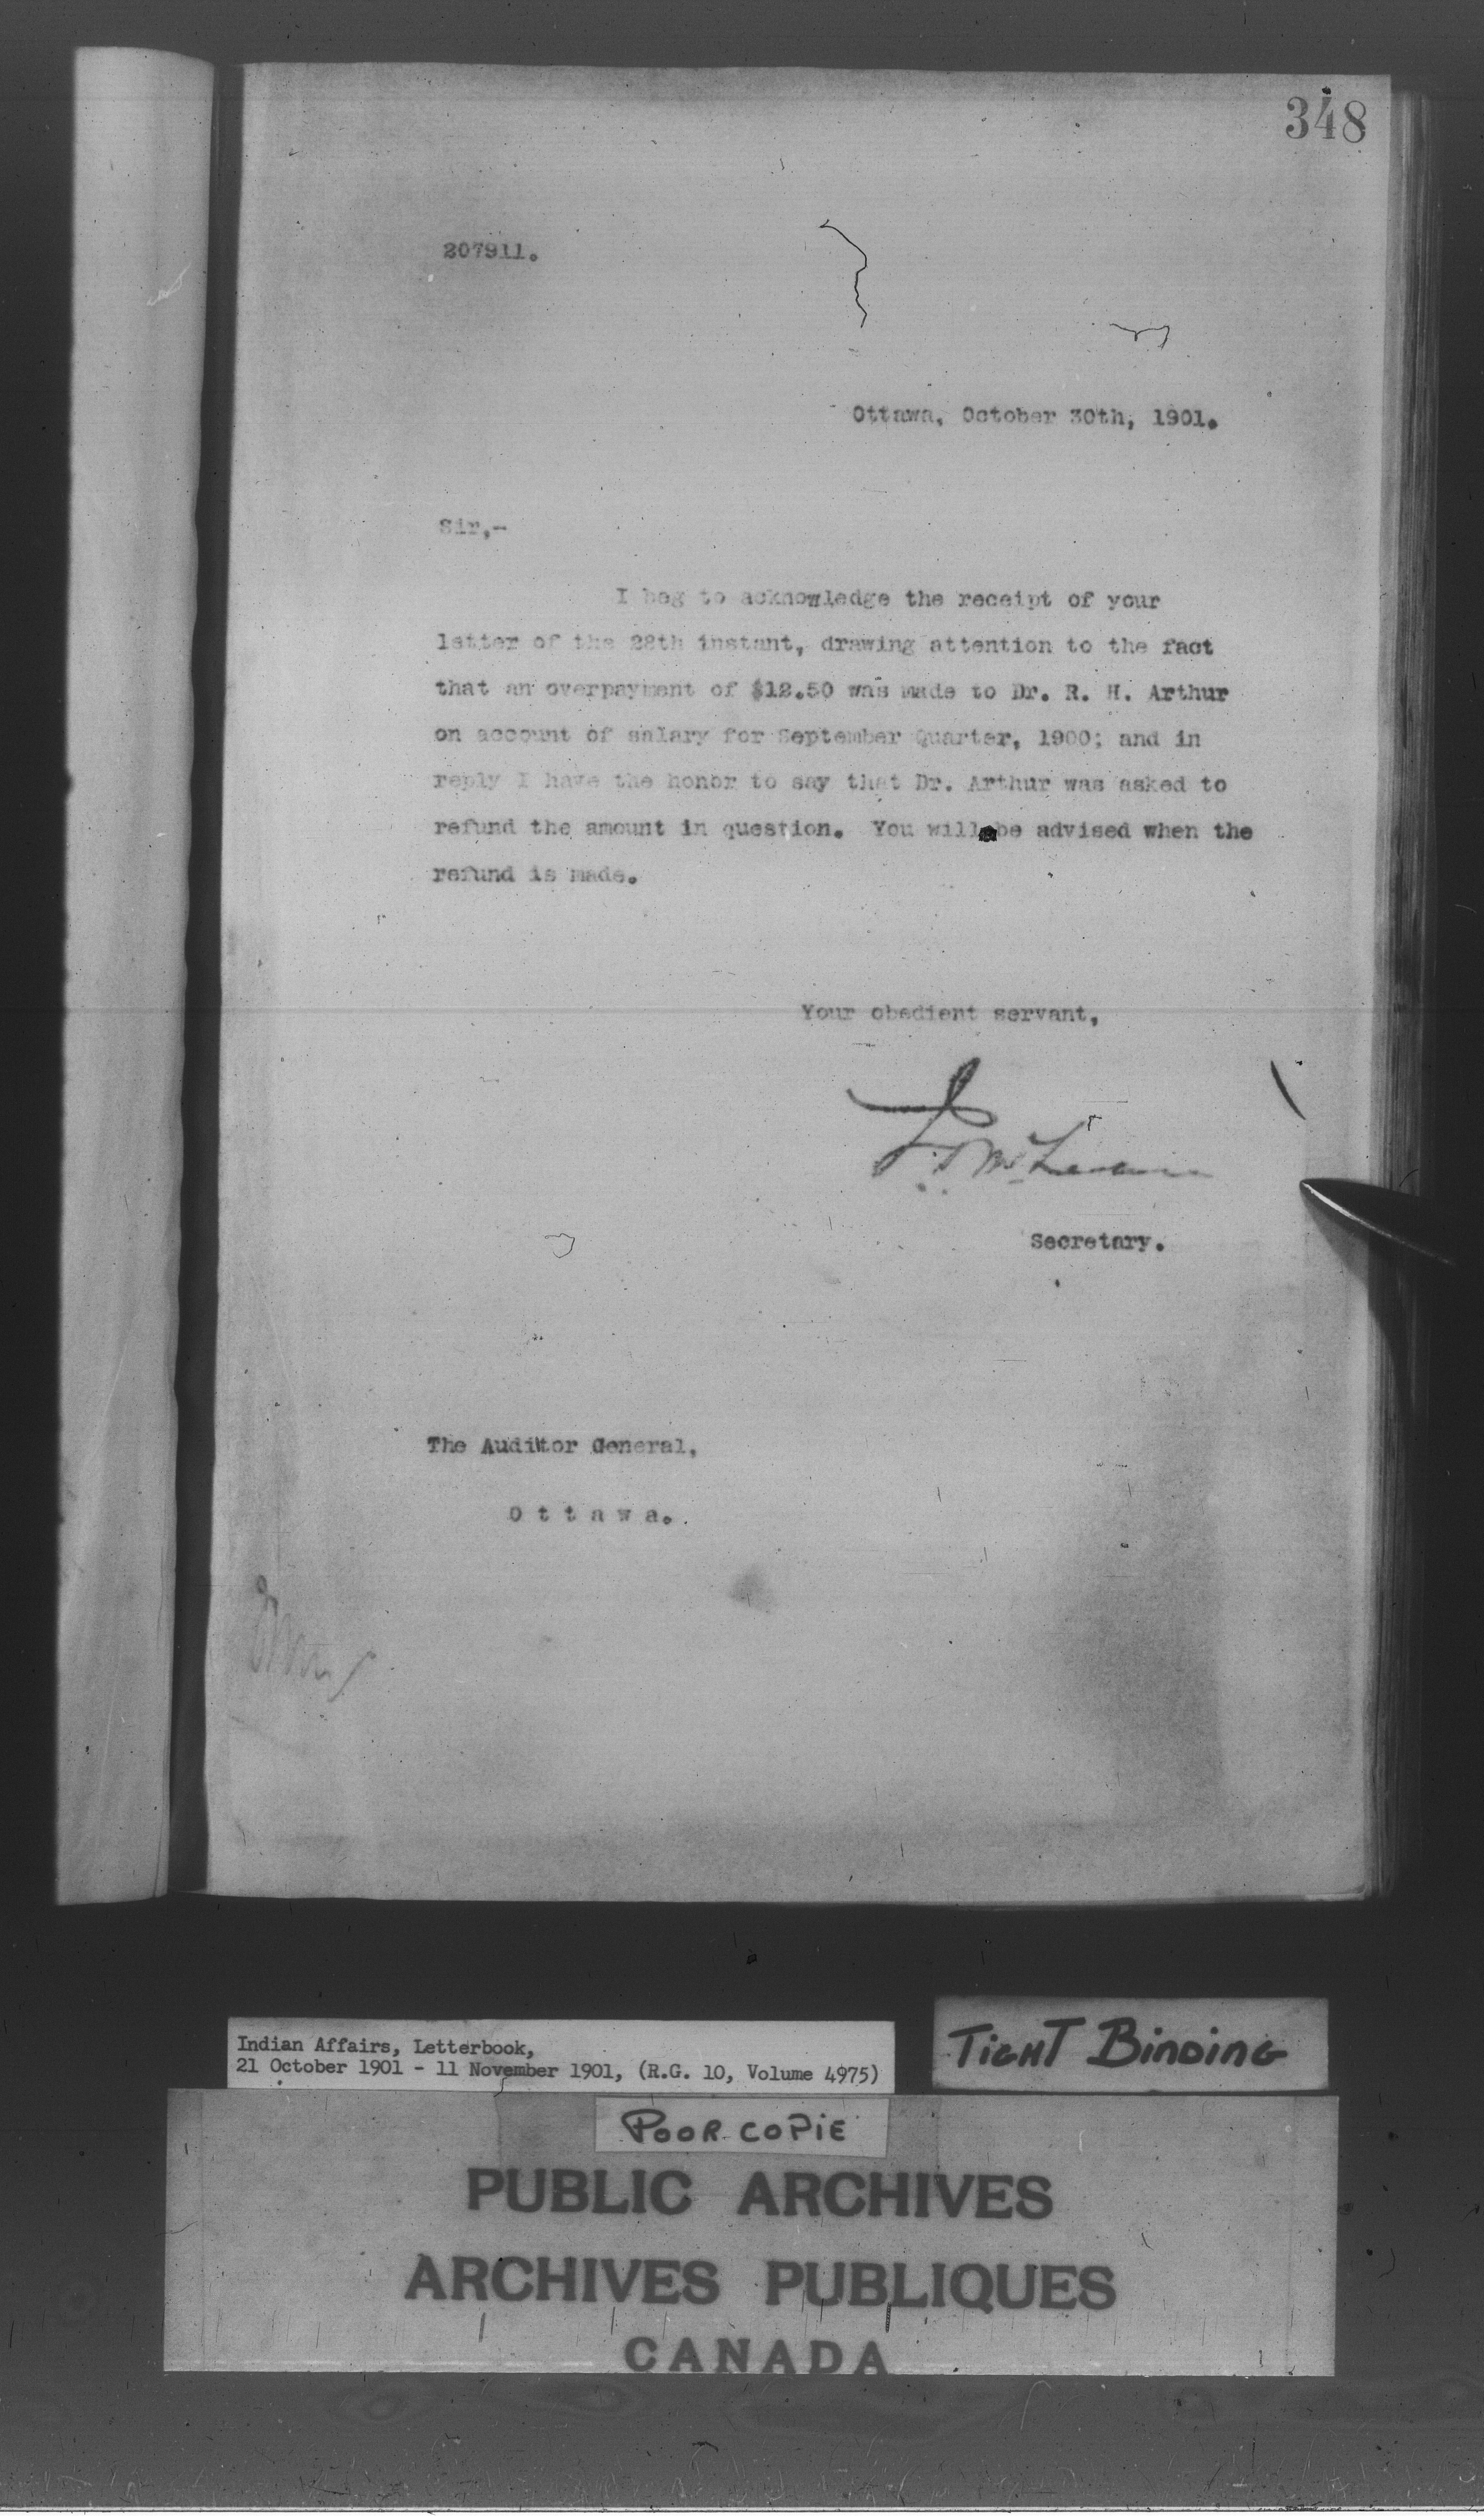 348
207911.
Ottawa, October 30th, 1901.
Sir,-
I beg to acknowledge the receipt of your
letter of the 28th instant, drawing attention to the fact
that an overpayment of $12.50 was made to Dr. R. H. Arthur
on account of salary for September Quarter, 1900; and in
reply I have the honor to say that Dr. Arthur was asked to
refund the amount in question. You will be advised when the
refund is made.
Your obedient servant,
McLean
Secretary.
The Auditor General,
Ottawa.
Indian Affairs, Letterbook,
21 October 1901 - 11 November 1901, (R.G. 10, Volume 4975)
TIGHT BINDING
POOR COPIE
PUBLIC ARCHIVES
ARCHIVES PUBLIQUES
CANADA